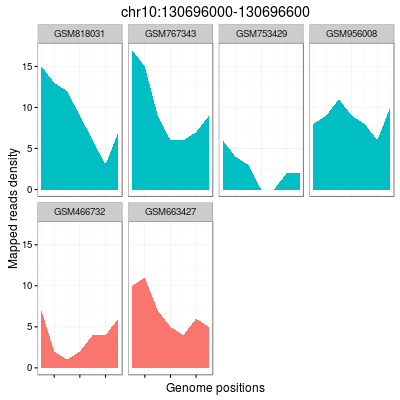 chr10:130696000-130696600
GSM818031 GSM767343 GSM753429 GSM956008
15
10
5
0
GSM466732 GSM663427
15
10
5
0
Mapped reads density
Genome positions